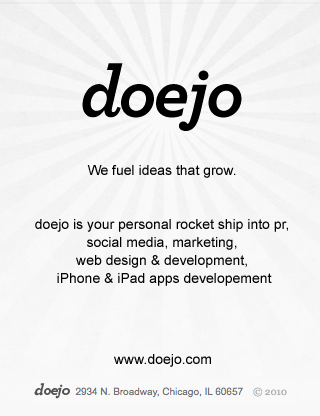 doejo
We fuel ideas that grow.
doejo is your personal rocket ship into pr,
social media, marketing,
web design & development,
iPhone & iPad apps developement
www.doejo.com
doejo 2934 N. Broadway, Chicago, IL 60657 © 2010